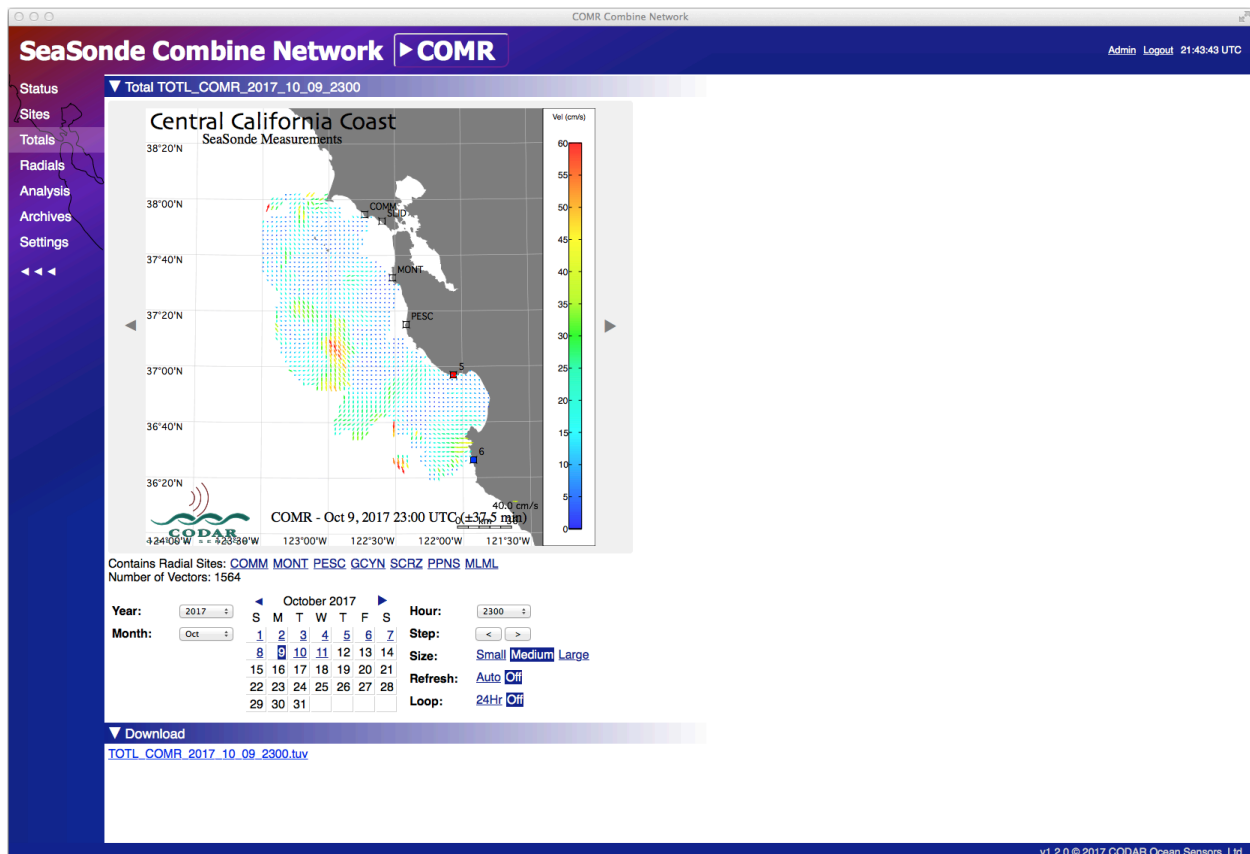 COMR Combine Network
SeaSonde Combine Network ▶COMR
Admin Logout 21:43:43 UTC
Status
Sites
Totals
Radials
Analysis
Archives
Settings
▼ Total TOTL_COMR_2017_10_09_2300
Central California Coast
SeaSonde Measurements
Vel (cm/s)
60
55
50
45
40
35
30
25
20
15
10
5
0
38°20'N
38°00'N
37°40'N
37°20'N
37°00'N
36°40'N
36°20'N
COMM
SLID
MONT
PESC
5
6
40.0 cm/s
COMR - Oct 9, 2017 23:00 UTC (±37.5 min)
0 km 30
CODAR
124°00'W 123°30'W 123°00'W 122°30'W 122°00'W 121°30'W
Contains Radial Sites: COMM MONT PESC GCYN SCRZ PPNS MLML
Number of Vectors: 1564
Year: 2017
Month: Oct
◀ October 2017 ▶
S M T W T F S
1 2 3 4 5 6 7
8 9 10 11 12 13 14
15 16 17 18 19 20 21
22 23 24 25 26 27 28
29 30 31
Hour: 2300
Step: < >
Size: Small Medium Large
Refresh: Auto Off
Loop: 24Hr Off
▼ Download
TOTL_COMR_2017_10_09_2300.tuv
v1.2.0 © 2017 CODAR Ocean Sensors, Ltd.